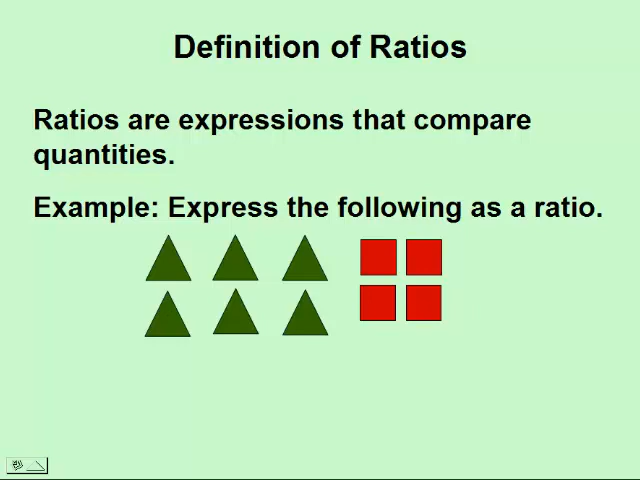 Definition of Ratios
Ratios are expressions that compare
quantities.
Example: Express the following as a ratio.